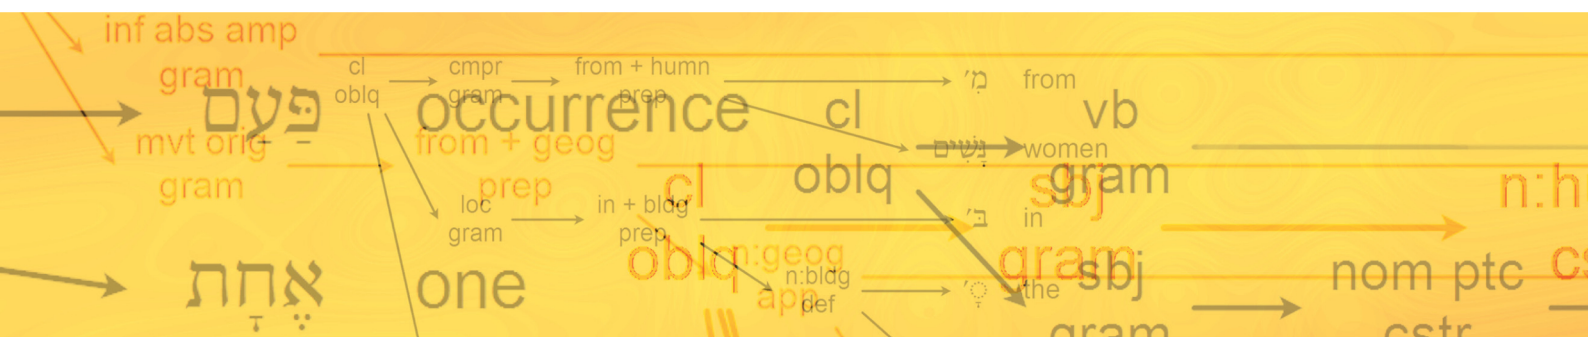 inf abs amp
gram
cl
oblq
cmpr
gram
from + humn
prep
מִ׳
from
פַּעַם
occurrence
cl
vb
mvt orig
gram
from + geog
prep
נָשִׁים
women
oblq
gram
cl
oblq
sbj
gram
n:h
loc
gram
in + bldg
prep
בְּ׳
in
n:geog
app
n:bldg
def
the
אֶחָת
one
sbj
gram
nom ptc
cstr